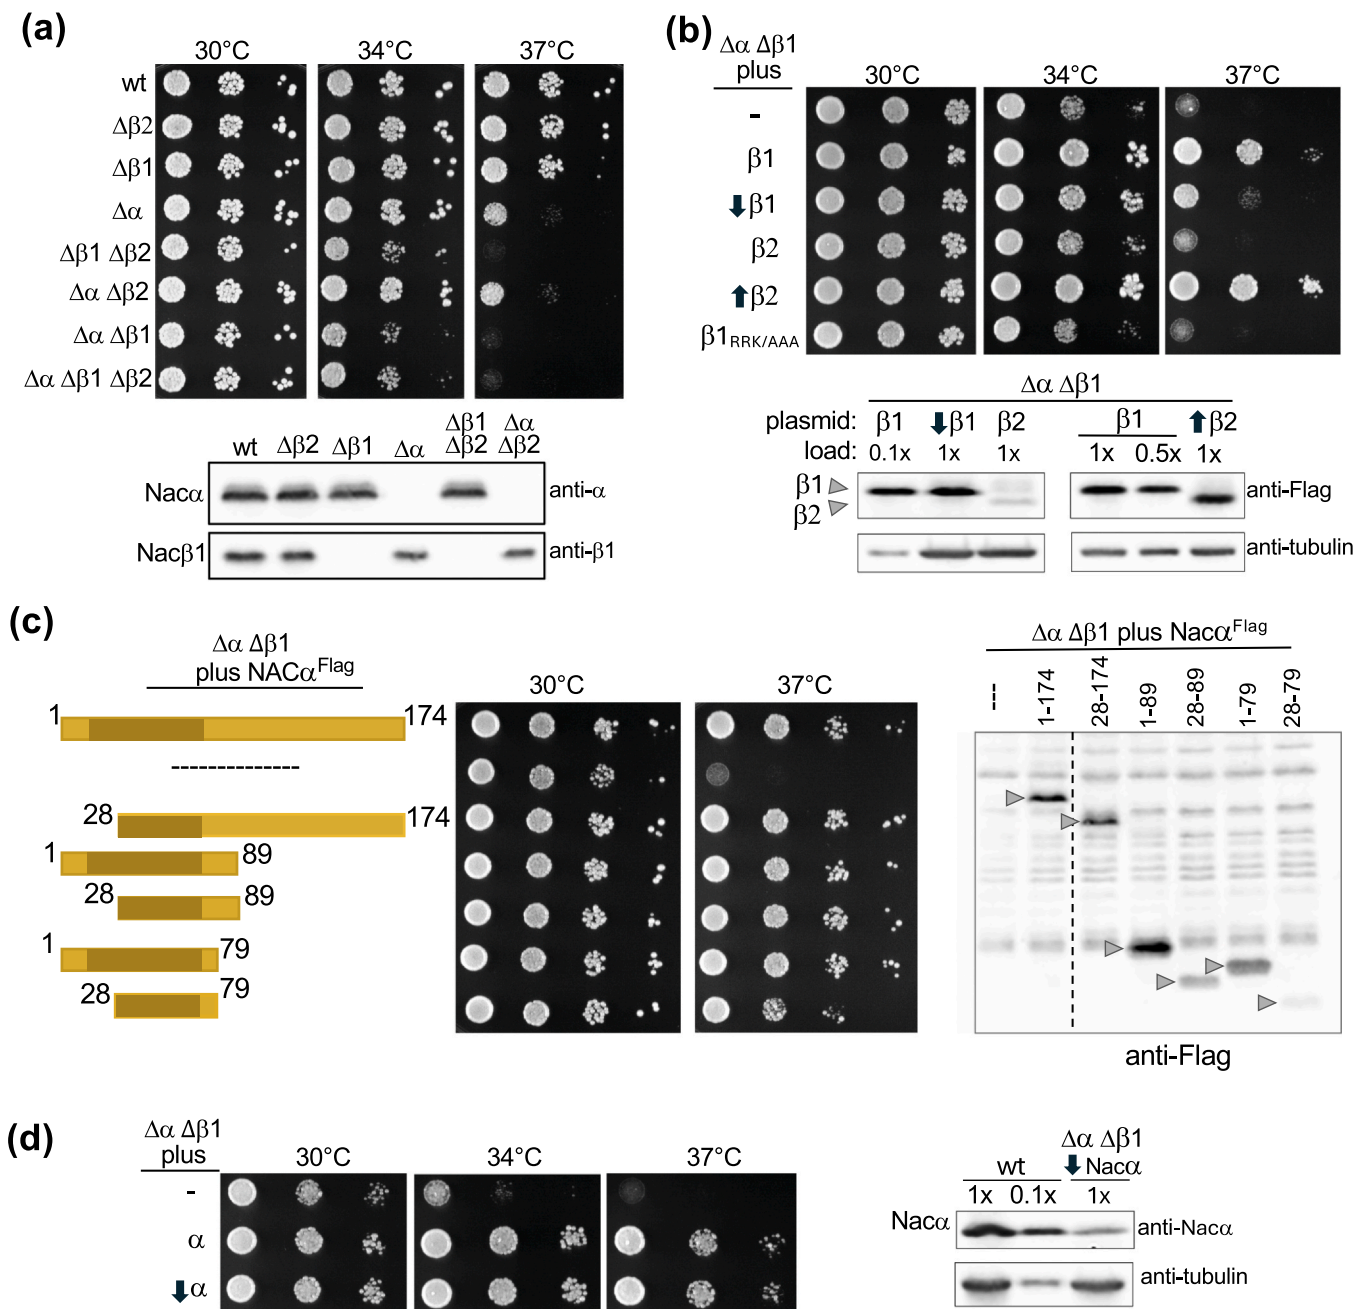 (a)
30°C 34°C 37°C
wt
Δβ2
Δβ1
Δα
Δβ1 Δβ2
Δα Δβ2
Δα Δβ1
Δα Δβ1 Δβ2
Δβ1 Δα
wt Δβ2 Δβ1 Δα Δβ2 Δβ2
Nacα anti-α
Nacβ1 anti-β1
(b)
Δα Δβ1
plus
30°C 34°C 37°C
-
β1
↓β1
β2
↑β2
β1RRK/AAA
Δα Δβ1
plasmid: β1 ↓β1 β2 β1 ↑β2
load: 0.1x 1x 1x 1x 0.5x 1x
β1
β2
anti-Flag
anti-tubulin
(c)
Δα Δβ1
plus NACα^Flag
1 174
28 174
1 89
28 89
1 79
28 79
30°C 37°C
Δα Δβ1 plus Nacα^Flag
---
1-174
28-174
1-89
28-89
1-79
28-79
anti-Flag
(d)
Δα Δβ1
plus
30°C 34°C 37°C
-
α
↓α
Δα Δβ1
wt ↓Nacα
1x 0.1x 1x
Nacα anti-Nacα
anti-tubulin